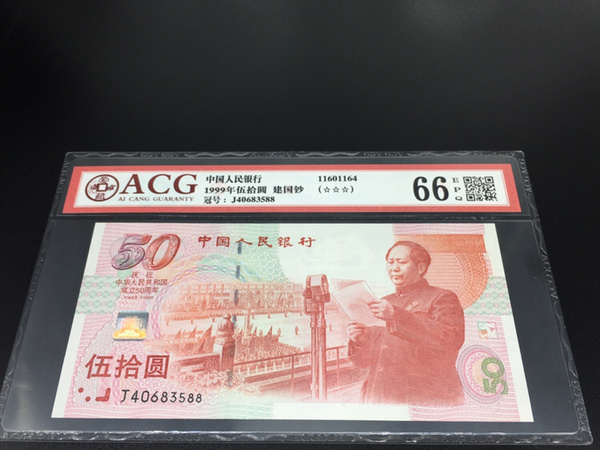 ACG
AI CANG GUARANTY
中国人民银行
1999年伍拾圆 建国钞
冠号：J40683588
11601164
(☆☆☆)
66 EPQ
50
中国人民银行
庆祝
中华人民共和国
成立50周年
1949-1999
伍拾圆
J40683588
50